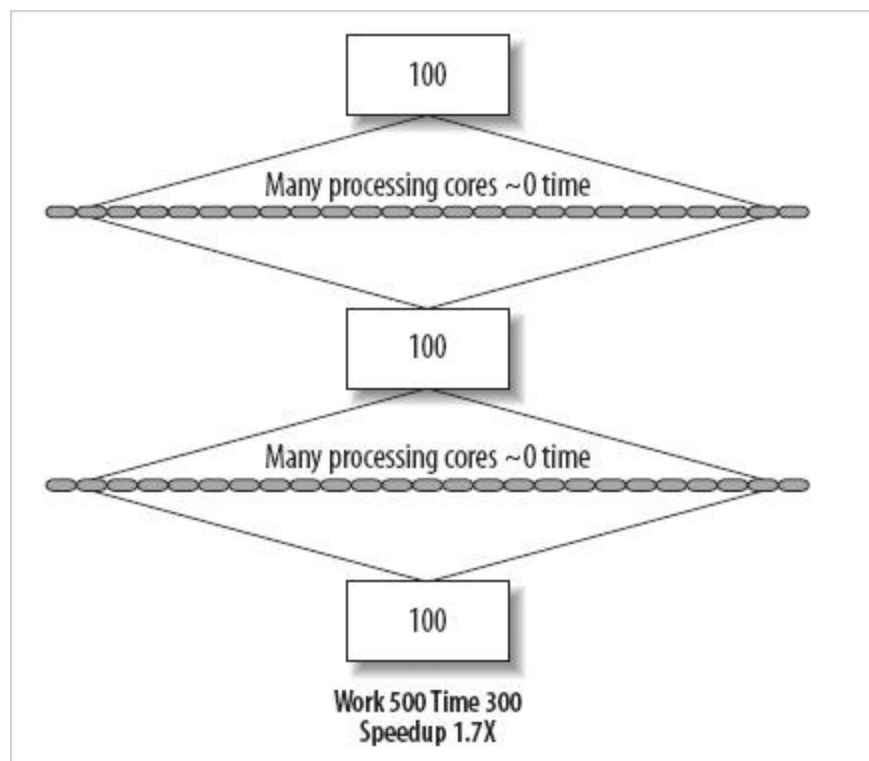 100
Many processing cores ~0 time
100
Many processing cores ~0 time
100
Work 500 Time 300
Speedup 1.7X